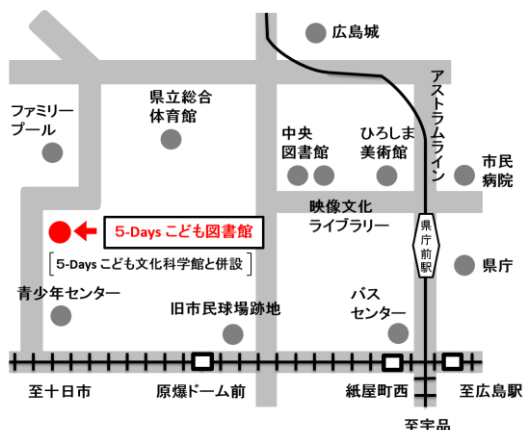 広島城
アストラムライン
ファミリー
プール
県立総合
体育館
中央
図書館
ひろしま
美術館
市民
病院
映像文化
ライブラリー
5-Days こども図書館
5-Days こども文化科学館と併設
県庁前駅
県庁
青少年センター
旧市民球場跡地
バス
センター
至十日市
原爆ドーム前
紙屋町西
至広島駅
至宇品